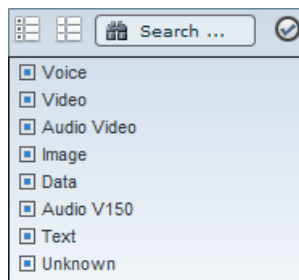 Search ...
Voice
Video
Audio Video
Image
Data
Audio V150
Text
Unknown